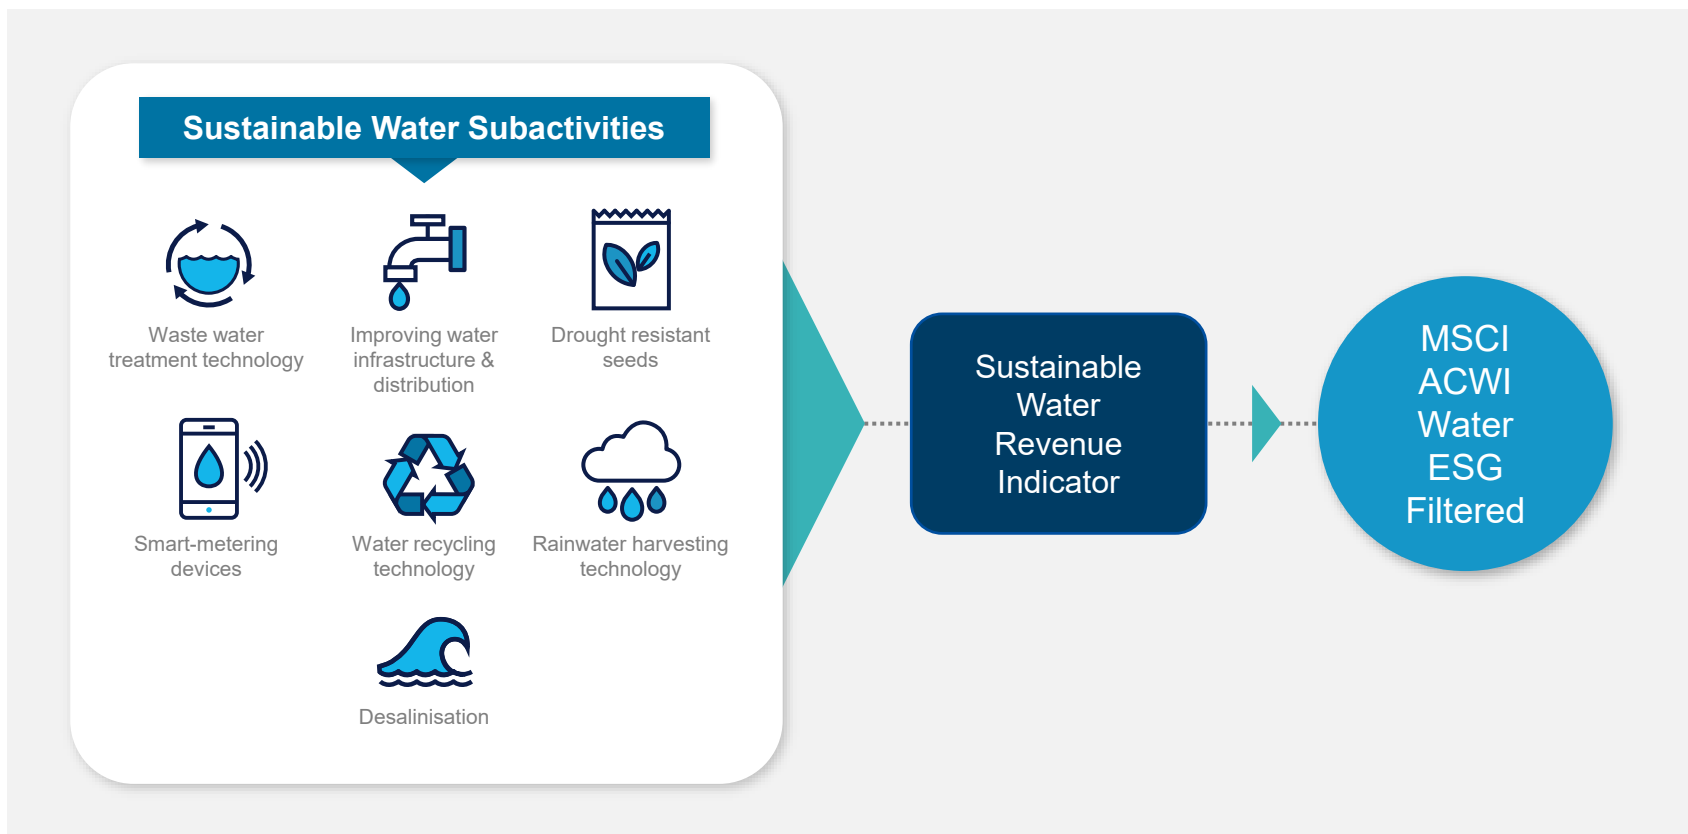 Sustainable Water Subactivities
Waste water
treatment technology
Improving water
infrastructure &
distribution
Drought resistant
seeds
Smart-metering
devices
Water recycling
technology
Rainwater harvesting
technology
Desalinisation
Sustainable
Water
Revenue
Indicator
MSCI
ACWI
Water
ESG
Filtered